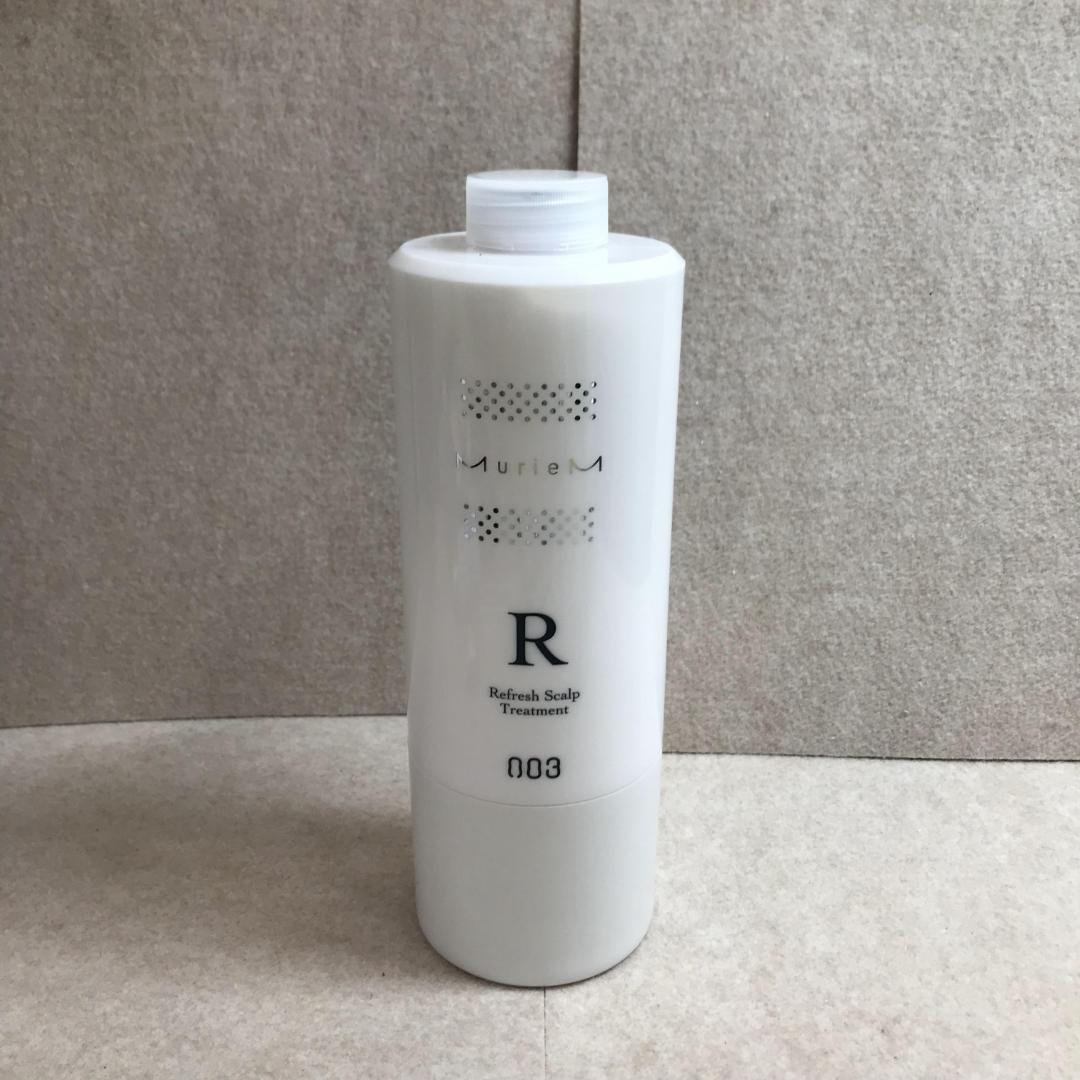 MurieM
R
Refresh Scalp
Treatment
003